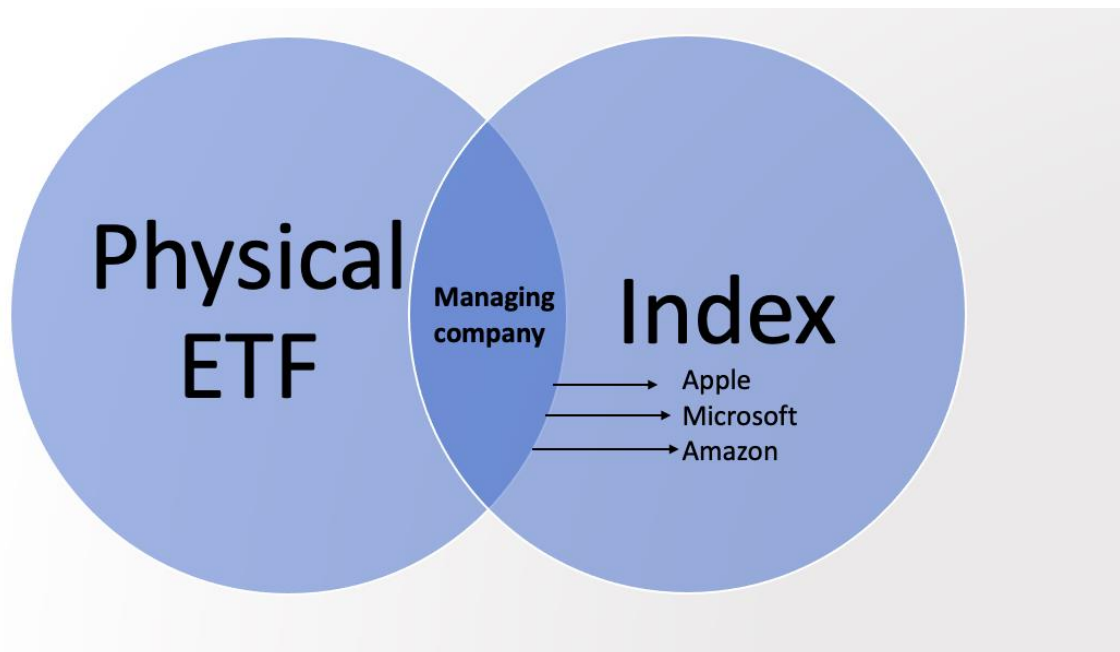 Physical
ETF
Managing
company
Index
Apple
Microsoft
Amazon